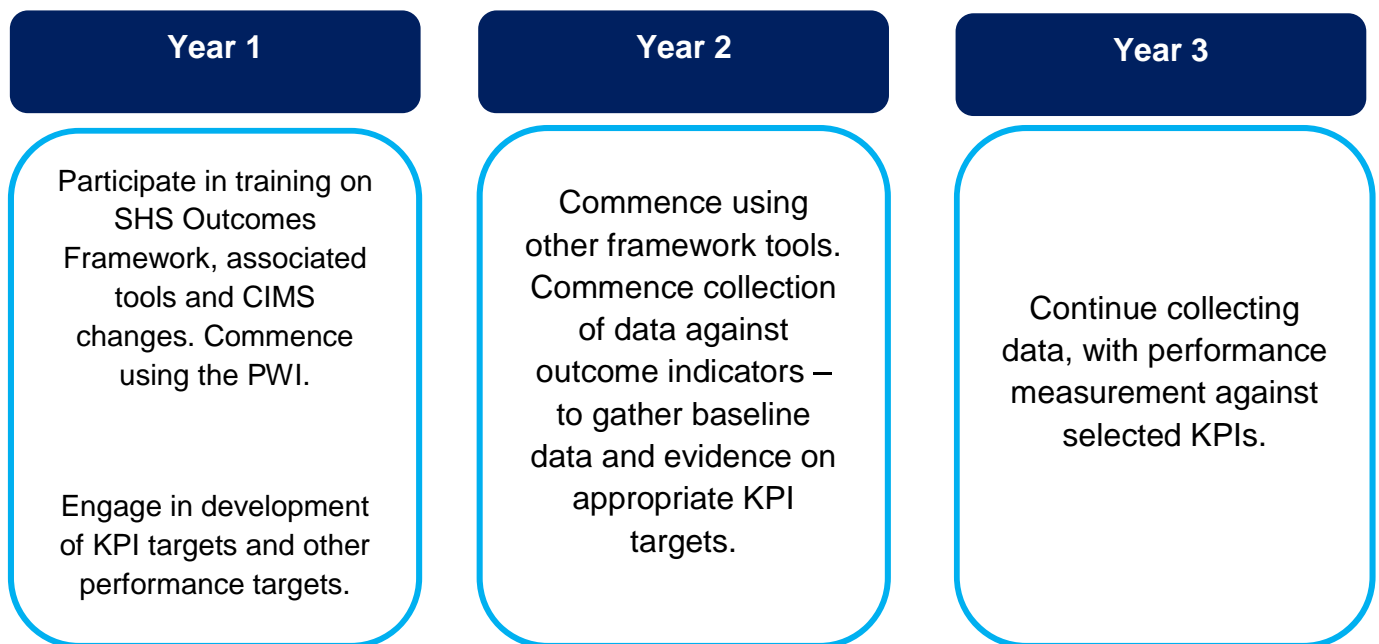 Year 1
Participate in training on
SHS Outcomes
Framework, associated
tools and CIMS
changes. Commence
using the PWI.
Engage in development
of KPI targets and other
performance targets.
Year 2
Commence using
other framework tools.
Commence collection
of data against
outcome indicators –
to gather baseline
data and evidence on
appropriate KPI
targets.
Year 3
Continue collecting
data, with performance
measurement against
selected KPIs.